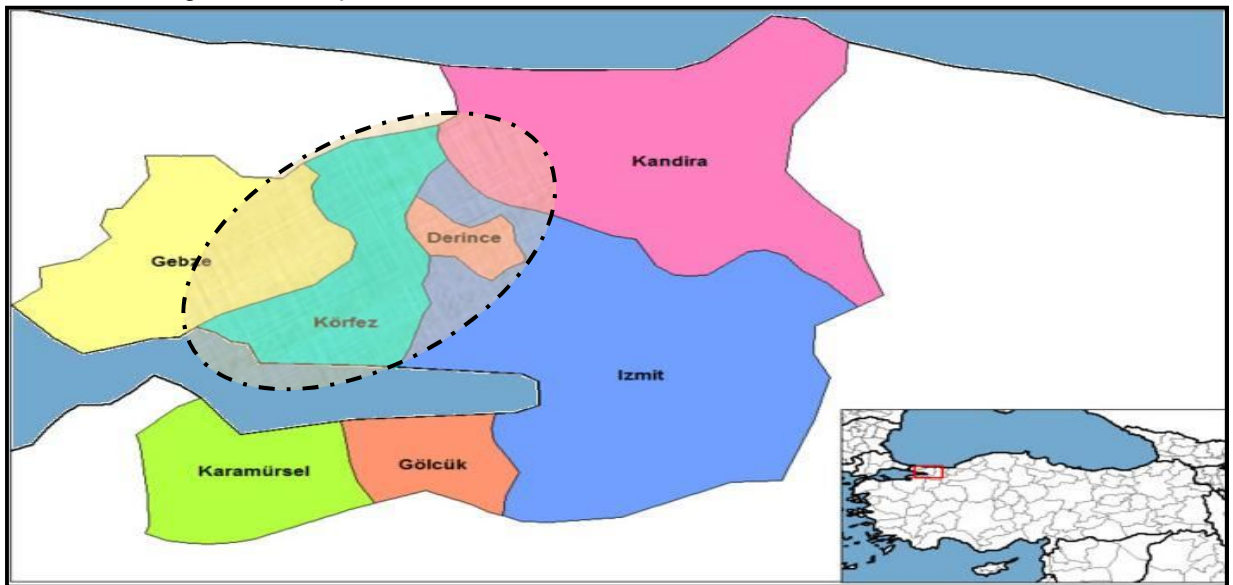 Kandira
Derince
Gebze
Körfez
Izmit
Karamürsel
Gölcük